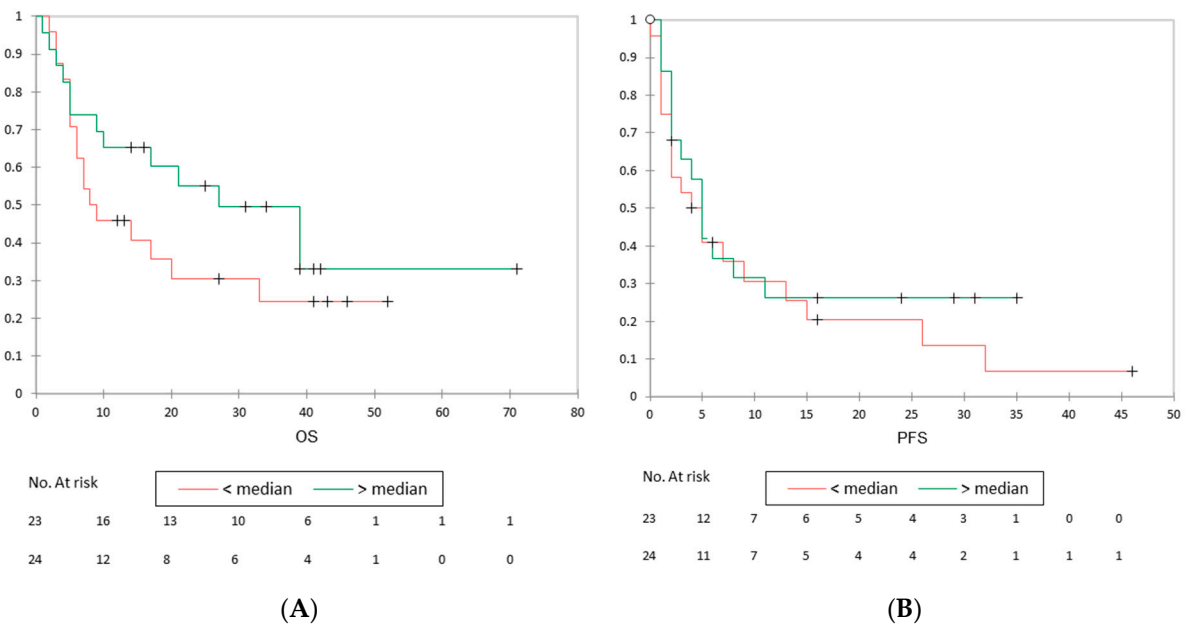 1
0.9
0.8
0.7
0.6
0.5
0.4
0.3
0.2
0.1
0
0 10 20 30 40 50 60 70 80
OS
No. At risk
< median > median
23 16 13 10 6 1 1 1
24 12 8 6 4 1 0 0
(A)
1
0.9
0.8
0.7
0.6
0.5
0.4
0.3
0.2
0.1
0
0 5 10 15 20 25 30 35 40 45 50
PFS
No. At risk
< median > median
23 12 7 6 5 4 3 1 0 0
24 11 7 5 4 4 2 1 1 1
(B)